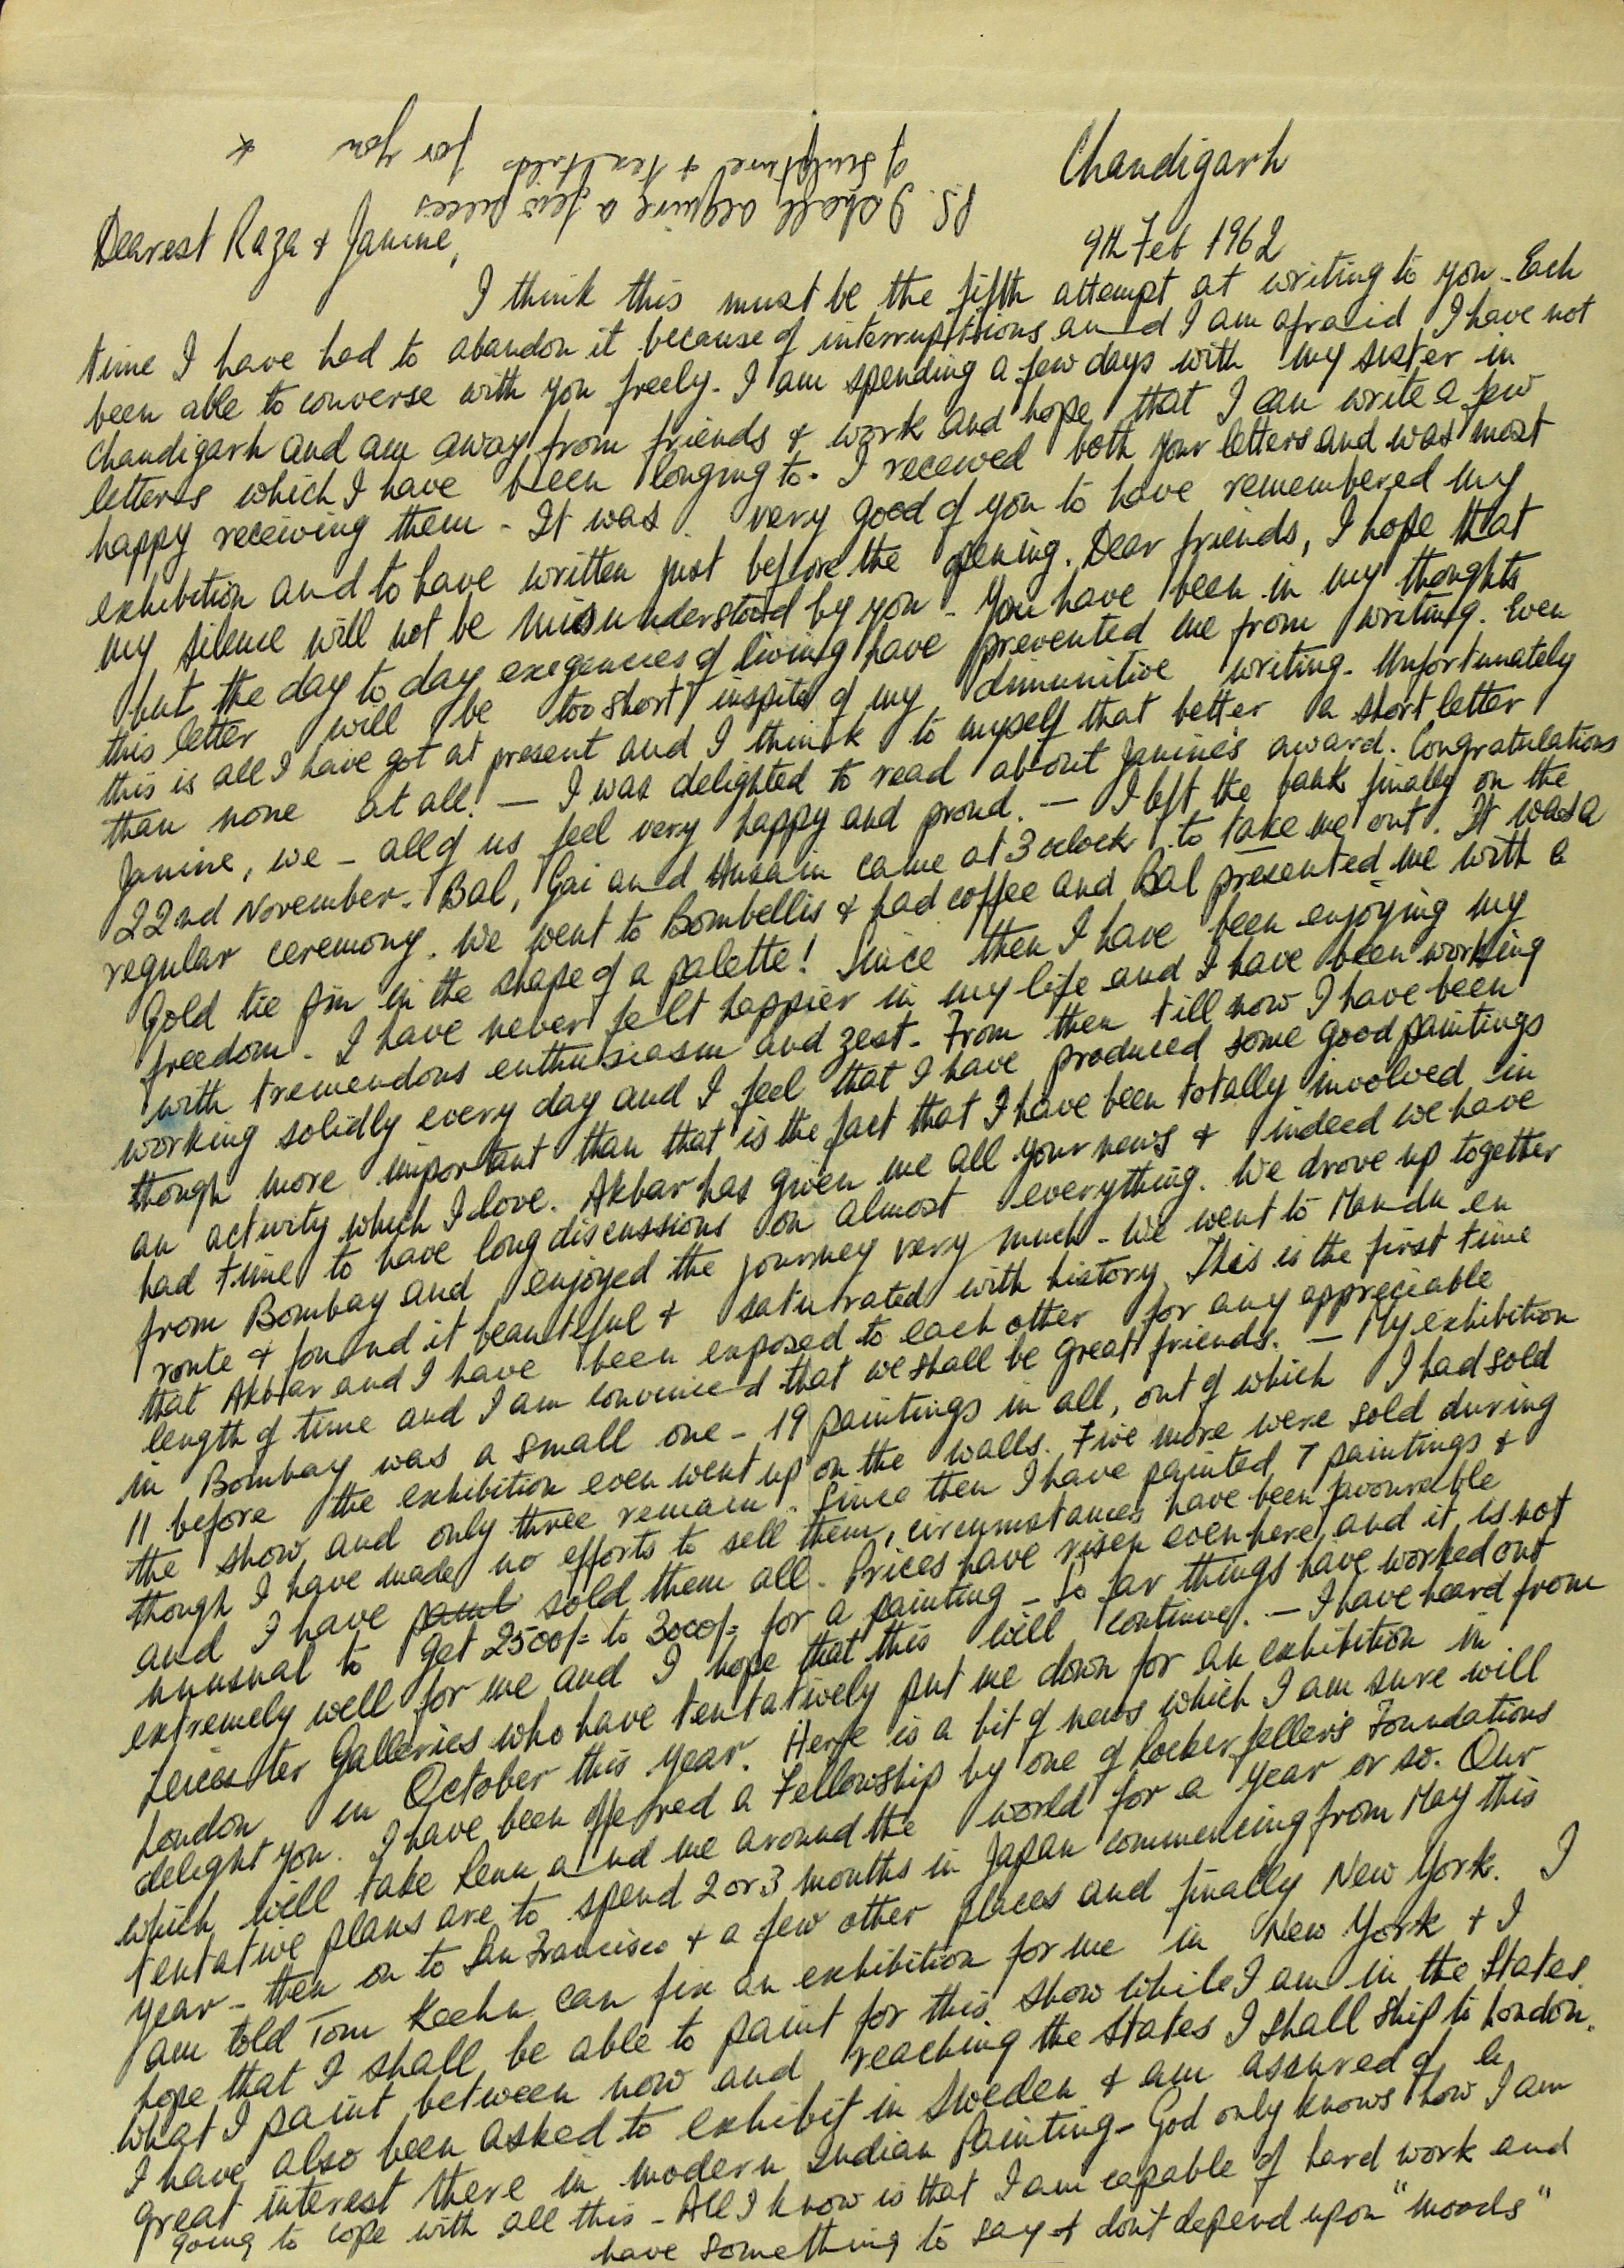 Chandigarh
9th Feb 1962
P.S. I shall acquire a few pieces
of sculpture & textiles for you *
Dearest Raza & Janine,
I think this must be the fifth attempt at writing to you. Each
time I have had to abandon it because of interruptions and I am afraid I have not
been able to converse with you freely. I am spending a few days with my sister in
Chandigarh and am away from friends & work and hope that I can write a few
letters which I have been longing to. I received both your letters and was most
happy receiving them - It was very good of you to have remembered my
exhibition and to have written just before the opening. Dear friends, I hope that
my silence will not be misunderstood by you - You have been in my thoughts
but the day to day exegencies of living have prevented me from writing. Even
this letter will be too short inspite of my dimunitive writing - Unfortunately
this is all I have got at present and I think to myself that better a short letter
than none at all! — I was delighted to read about Janine's award. Congratulations
Janine, we - all of us feel very happy and proud. — I left the bank finally on the
22nd November. Bal, Gai and Husain came at 3 oclock to take me out. It was a
regular ceremony. We went to Bombellis & had coffee and Bal presented me with a
Gold tie pin in the shape of a palette! Since then I have been enjoying my
freedom - I have never felt happier in my life and I have been working
with tremendous enthusiasm and zest - From then till now I have been
working solidly every day and I feel that I have produced some good paintings
though more important than that is the fact that I have been totally involved in
an activity which I love. Akbar has given me all your news & indeed we have
had time to have long discussions on almost everything. We drove up together
from Bombay and enjoyed the journey very much - We went to Mandu en
route & found it beautiful & saturated with history. This is the first time
that Akbar and I have been exposed to each other for any appreciable
length of time and I am convinced that we shall be great friends. — My exhibition
in Bombay was a small one - 19 paintings in all, out of which I had sold
11 before the exhibition even went up on the walls. Five more were sold during
the show and only three remain. Since then I have painted 7 paintings &
though I have made no efforts to sell them, circumstances have been favourable
and I have sold them all - Prices have risen even here and it is not
unusual to get 2500/= to 3000/= for a painting - So far things have worked out
extremely well for me and I hope that this will continue. — I have heard from
Leicester Galleries who have tentatively put me down for an exhibition in
London in October this year. Here is a bit of news which I am sure will
delight you. I have been offered a Fellowship by one of Rockerfeller's Foundations
which will take Renu and me around the world for a year or so. Our
tentative plans are to spend 2 or 3 months in Japan commencing from May this
year - then on to San Francisco & a few other places and finally New York. I
am told Tom Keehn can fix an exhibition for me in New York & I
hope that I shall be able to paint for this show while I am in the States.
What I paint between now and reaching the States I shall ship to London.
I have also been asked to exhibit in Sweden & am assured of a
great interest there in modern Indian Painting - God only knows how I am
going to cope with all this - All I know is that I am capable of hard work and
have something to say & dont depend upon "moods"